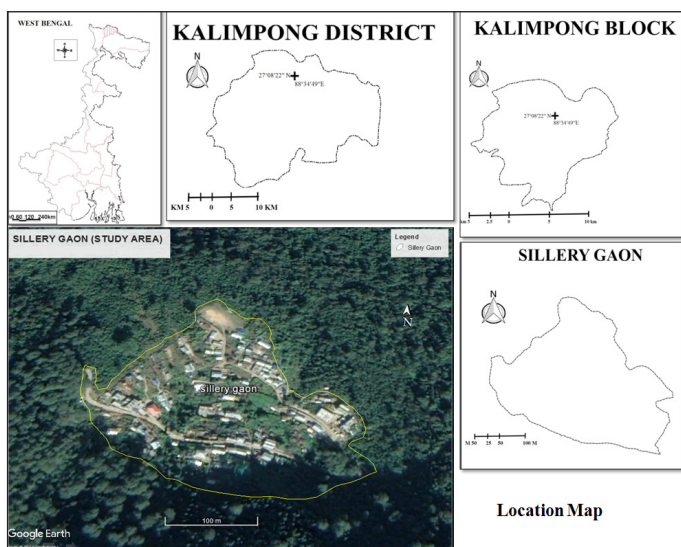 WEST BENGAL
0 60 120 240km
KALIMPONG DISTRICT
N
27°08'22" N
88°34'49"E
KM 5 0 5 10 KM
KALIMPONG BLOCK
N
27°08'22" N
88°34'49"E
5 2.5 0 5 10 km
SILLERY GAON (STUDY AREA)
Legend
Sillery Gaon
N
sillery gaon
100 m
Google Earth
SILLERY GAON
N
M 50 25 50 100 M
Location Map